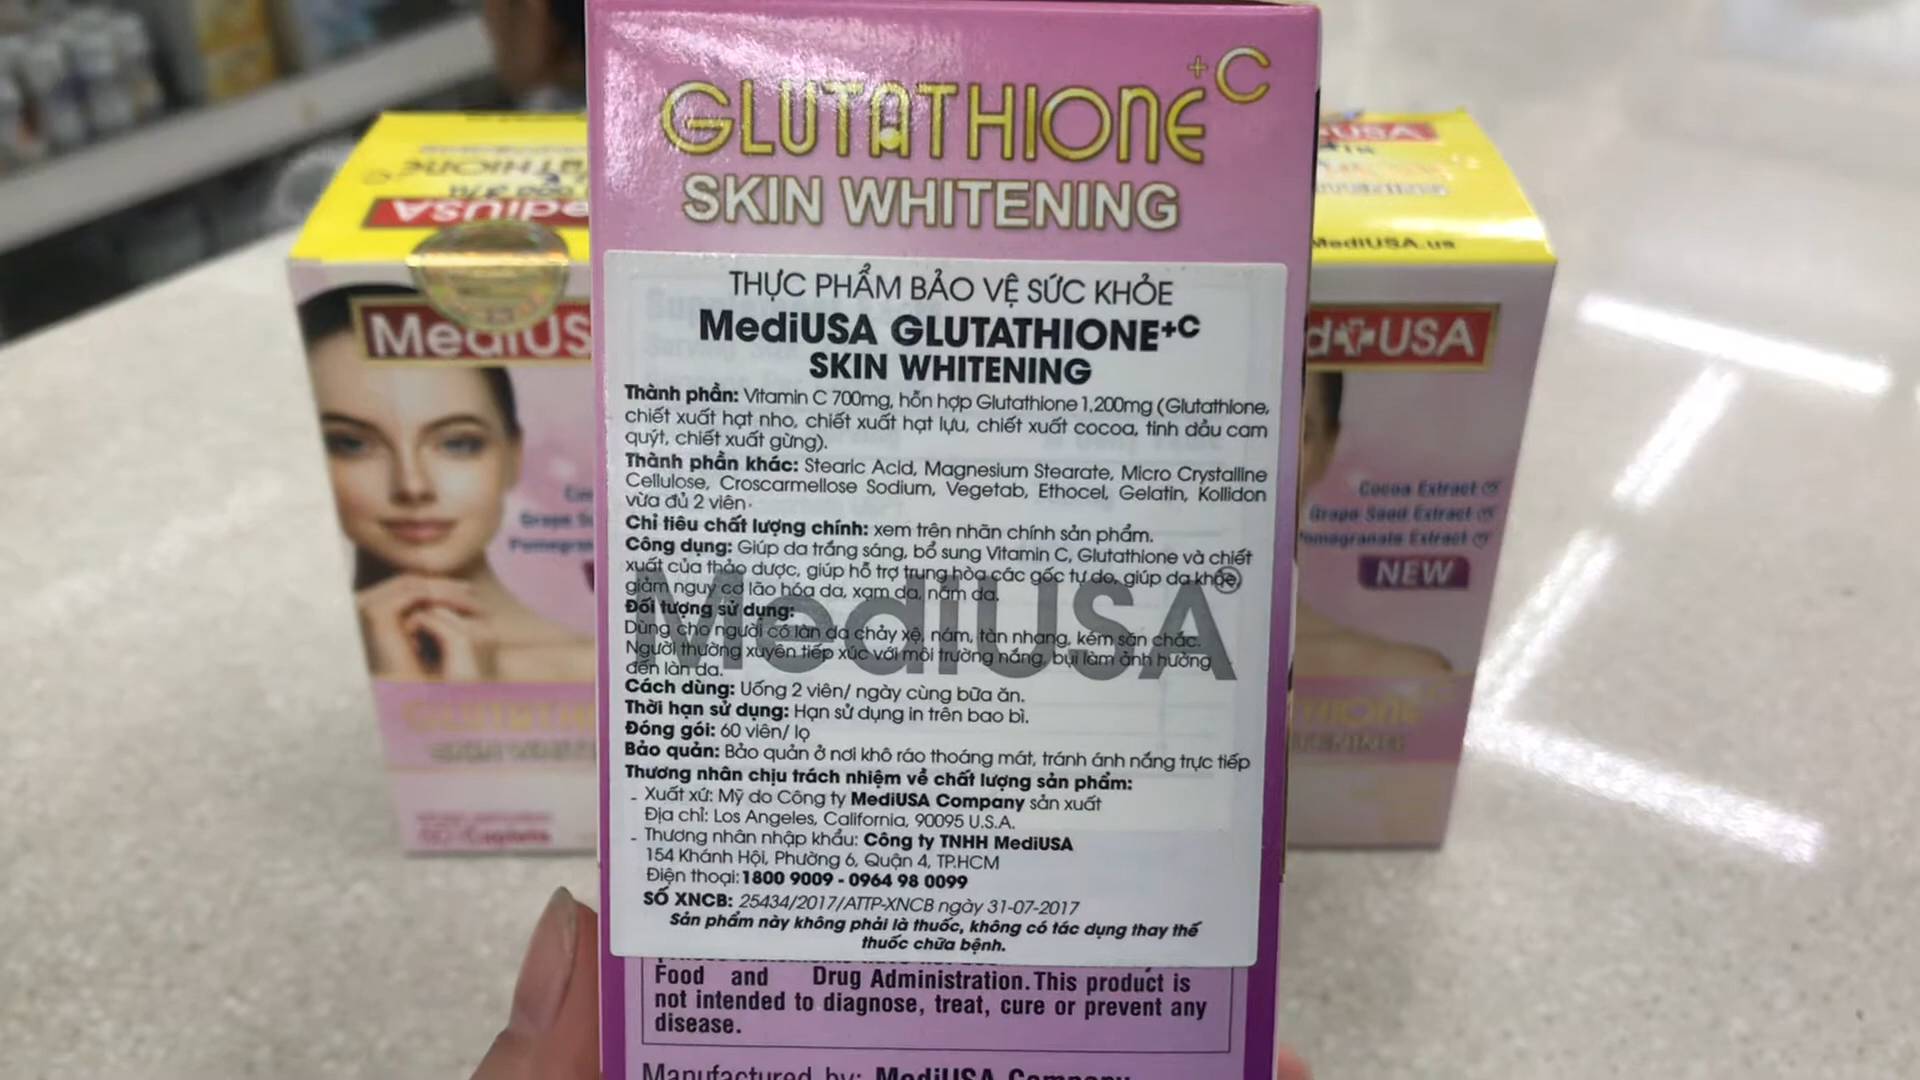 GLUTATHIONE+C
SKIN WHITENING
THỰC PHẨM BẢO VỆ SỨC KHỎE
MediUSA GLUTATHIONE+C
SKIN WHITENING
Thành phần: Vitamin C 700mg, hỗn hợp Glutathione 1,200mg (Glutathione,
chiết xuất hạt nho, chiết xuất hạt lựu, chiết xuất cocoa, tinh dầu cam
quýt, chiết xuất gừng).
Thành phần khác: Stearic Acid, Magnesium Stearate, Micro Crystalline
Cellulose, Croscarmellose Sodium, Vegetab, Ethocel, Gelatin, Kollidon
vừa đủ 2 viên.
Chỉ tiêu chất lượng chính: xem trên nhãn chính sản phẩm.
Công dụng: Giúp da trắng sáng, bổ sung Vitamin C, Glutathione và chiết
xuất của thảo dược, giúp hỗ trợ trung hòa các gốc tự do, giúp da khỏe,
giảm nguy cơ lão hóa da, xạm da, nám da.
Đối tượng sử dụng:
Dùng cho người có làn da chảy xệ, nám, tàn nhang, kém săn chắc.
Người thường xuyên tiếp xúc với môi trường nắng, bụi làm ảnh hưởng
đến làn da.
MediUSA®
Cách dùng: Uống 2 viên/ ngày cùng bữa ăn.
Thời hạn sử dụng: Hạn sử dụng in trên bao bì.
Đóng gói: 60 viên/ lọ
Bảo quản: Bảo quản ở nơi khô ráo thoáng mát, tránh ánh nắng trực tiếp
Thương nhân chịu trách nhiệm về chất lượng sản phẩm:
- Xuất xứ: Mỹ do Công ty MediUSA Company sản xuất
Địa chỉ: Los Angeles, California, 90095 U.S.A.
- Thương nhân nhập khẩu: Công ty TNHH MediUSA
154 Khánh Hội, Phường 6, Quận 4, TP.HCM
Điện thoại: 1800 9009 - 0964 98 0099
SỐ XNCB: 25434/2017/ATTP-XNCB ngày 31-07-2017
Sản phẩm này không phải là thuốc, không có tác dụng thay thế
thuốc chữa bệnh.
Food and Drug Administration. This product is
not intended to diagnose, treat, cure or prevent any
disease.
Manufactured by: MediUSA Company
MediUSA
MediUS
USA
MediUSA.us
d+USA
Cocoa Extract
Grape Seed Extract
omegranate Extract
NEW